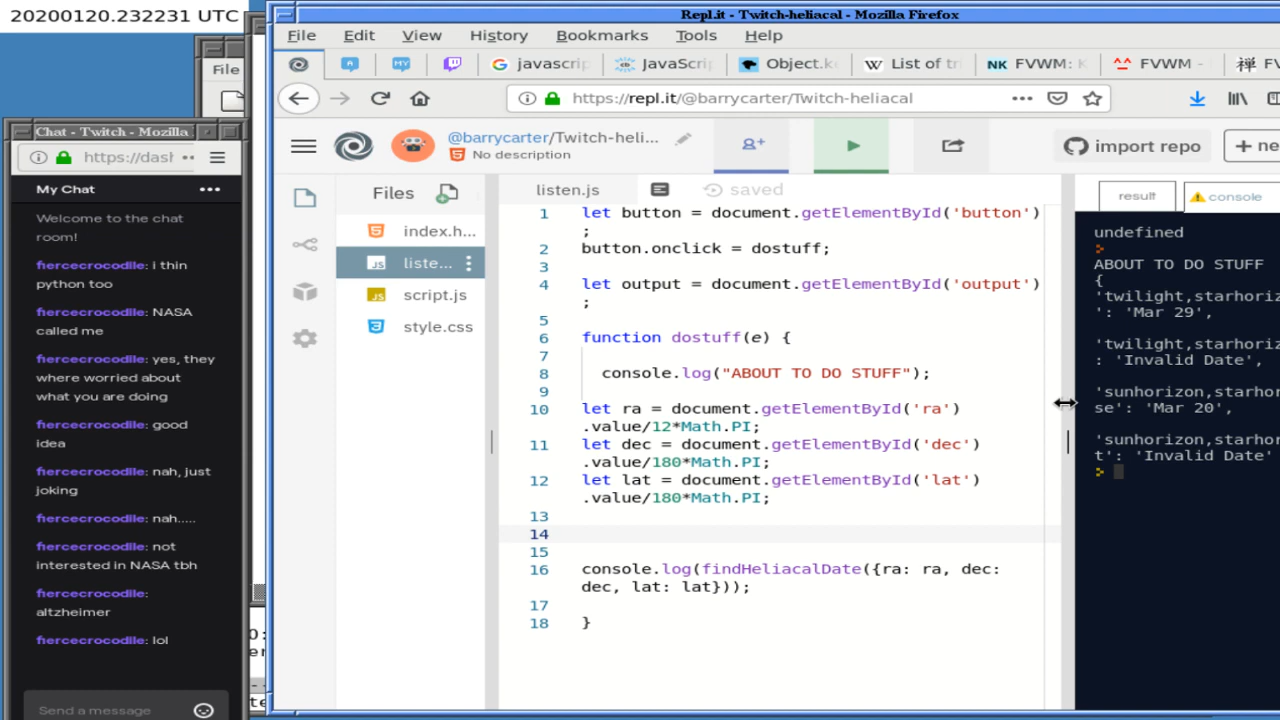 20200120.232231 UTC
Repl.it - Twitch-heliacal - Mozilla Firefox
File Edit View History Bookmarks Tools Help
File
javascrip JavaScrip Object.k List of tr NK FVWM: K FVWM - 禅 FV
https://repl.it/@barrycarter/Twitch-heliacal
Chat - Twitch - Mozilla
https://dash
My Chat
Welcome to the chat
room!
fiercecrocodile: i thin
python too
fiercecrocodile: NASA
called me
fiercecrocodile: yes, they
where worried about
what you are doing
fiercecrocodile: good
idea
fiercecrocodile: nah, just
joking
fiercecrocodile: nah.....
fiercecrocodile: not
interested in NASA tbh
fiercecrocodile:
altzheimer
fiercecrocodile: lol
Send a message
@barrycarter/Twitch-heli...
No description
import repo
+ ne
Files
index.h...
liste...
script.js
style.css
listen.js
saved
1 let button = document.getElementById('button')
;
2 button.onclick = dostuff;
3
4 let output = document.getElementById('output')
;
5
6 function dostuff(e) {
7
8 console.log("ABOUT TO DO STUFF");
9
10 let ra = document.getElementById('ra')
.value/12*Math.PI;
11 let dec = document.getElementById('dec')
.value/180*Math.PI;
12 let lat = document.getElementById('lat')
.value/180*Math.PI;
13
14
15
16 console.log(findHeliacalDate({ra: ra, dec:
dec, lat: lat}));
17
18 }
result
console
undefined
>
ABOUT TO DO STUFF
{
'twilight,starhoriz
': 'Mar 29',
'twilight,starhoriz
: 'Invalid Date',
'sunhorizon,starhor
se': 'Mar 20',
'sunhorizon,starhor
t': 'Invalid Date'
>